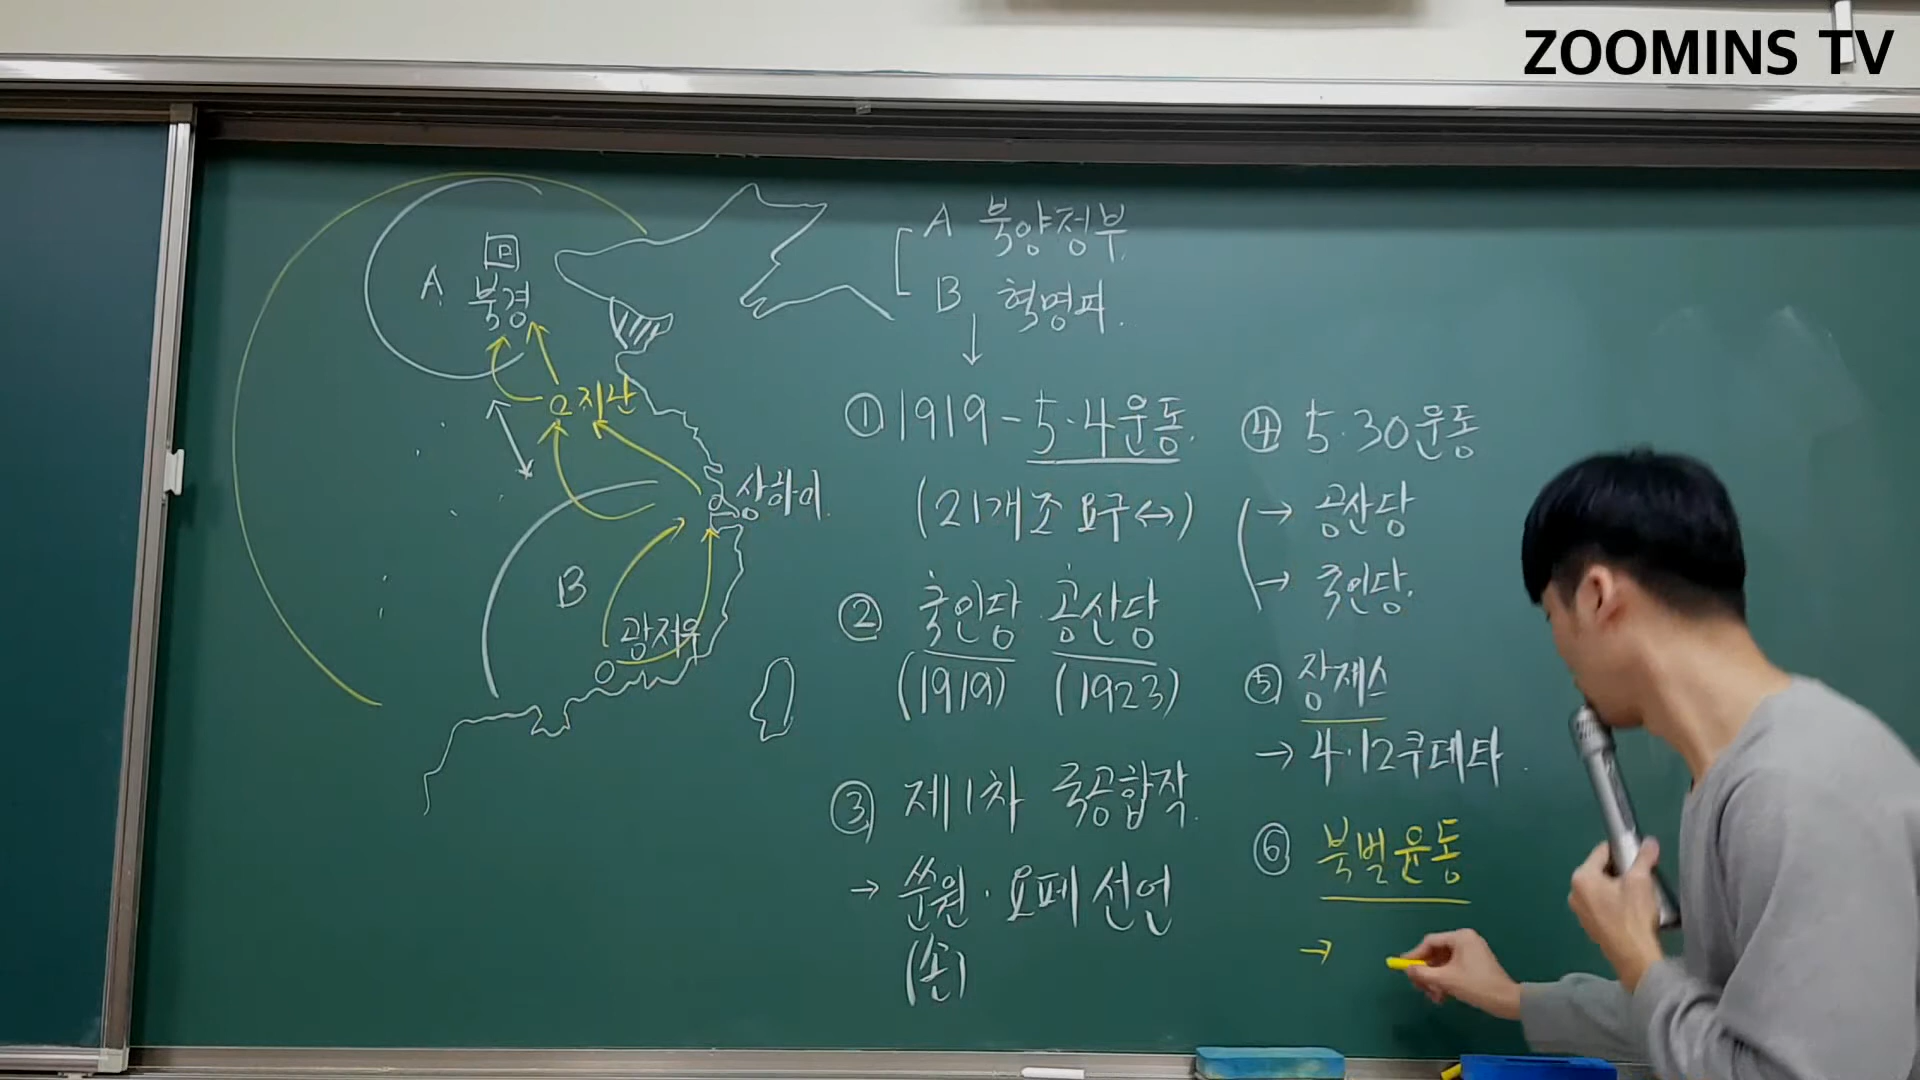 ZOOMINS TV
A 북양정부
B 혁명파
A
回
북경
지난
상하이
B
광저우
① 1919 - 5·4운동
(21개조 요구 ↔)
② 국민당 공산당
(1919) (1923)
③ 제1차 국공합작
→ 쑨원·요페 선언
(손)
④ 5·30운동
→ 공산당
→ 국민당
⑤ 장제스
→ 4·12쿠데타
⑥ 북벌운동
→